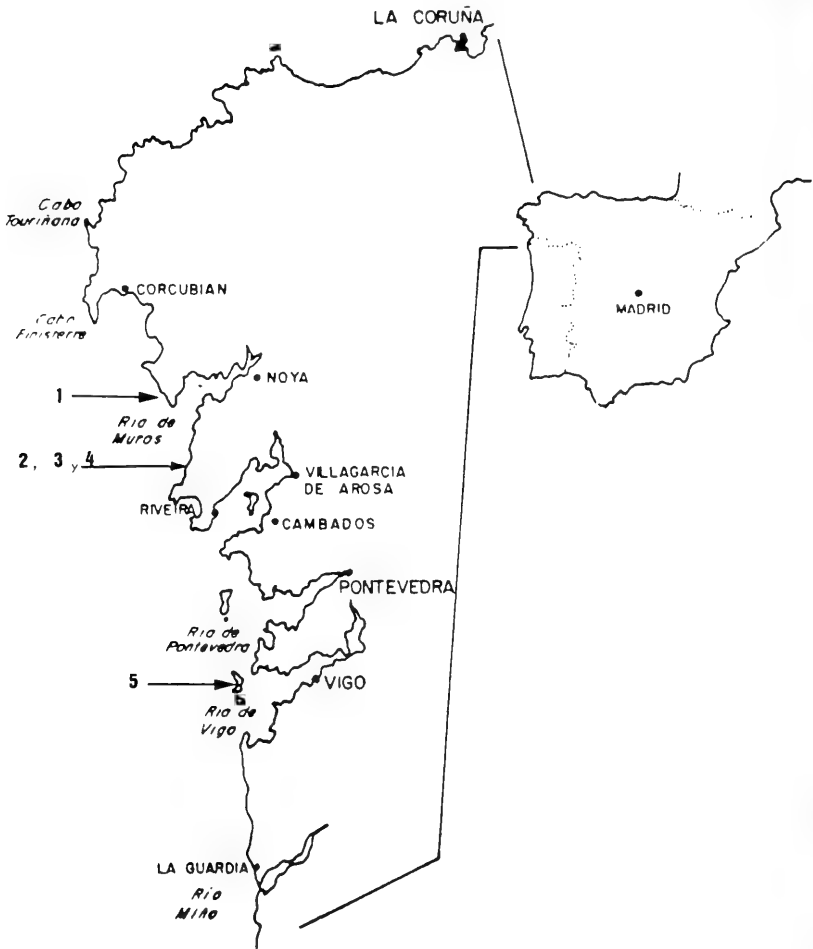 LA CORUÑA
Cabo
Touriñana
CORCUBIAN
Cabo
Finisterre
MADRID
NOYA
1
Ria de
Muros
2, 3 y 4
VILLAGARCIA
DE AROSA
RIVEIRA
CAMBADOS
PONTEVEDRA
Ria de
Pontevedra
5
VIGO
Ria de
Vigo
LA GUARDIA
Rio
Miño